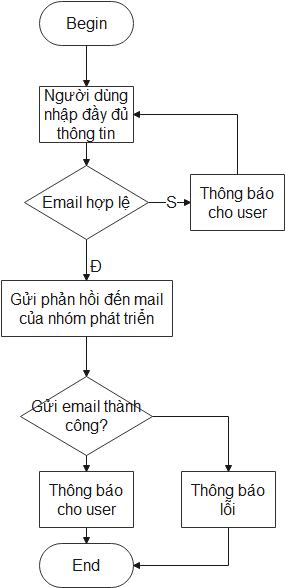 Begin
Người dùng
nhập đầy đủ
thông tin
Email hợp lệ
S
Thông báo
cho user
Đ
Gửi phản hồi đến mail
của nhóm phát triển
Gửi email thành
công?
Thông báo
cho user
Thông báo
lỗi
End